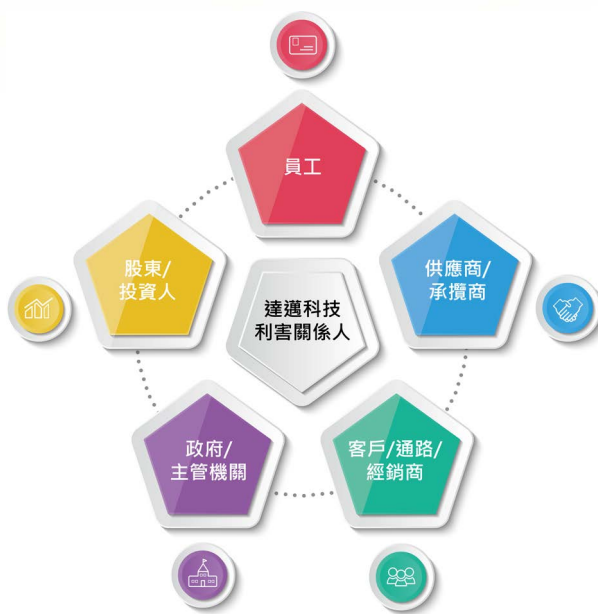 員工
股東/
投資人
供應商/
承攬商
達邁科技
利害關係人
政府/
主管機關
客戶/通路/
經銷商